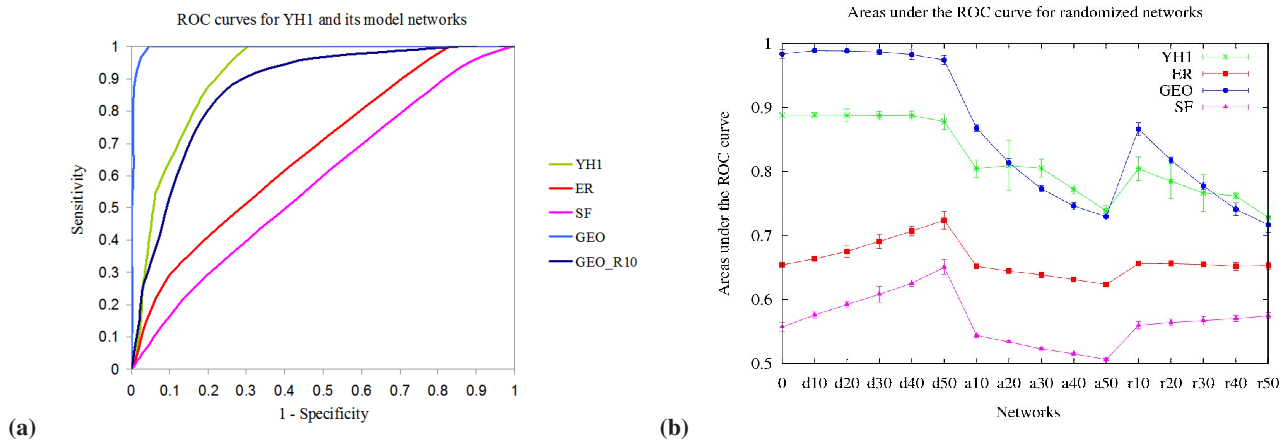 ROC curves for YH1 and its model networks
1
0.9
0.8
0.7
0.6
0.5
0.4
0.3
0.2
0.1
0
Sensitivity
0 0.1 0.2 0.3 0.4 0.5 0.6 0.7 0.8 0.9 1
1 - Specificity
YH1
ER
SF
GEO
GEO_R10
(a)
Areas under the ROC curve for randomized networks
1
0.9
0.8
0.7
0.6
0.5
Areas under the ROC curve
YH1
ER
GEO
SF
0 d10 d20 d30 d40 d50 a10 a20 a30 a40 a50 r10 r20 r30 r40 r50
Networks
(b)